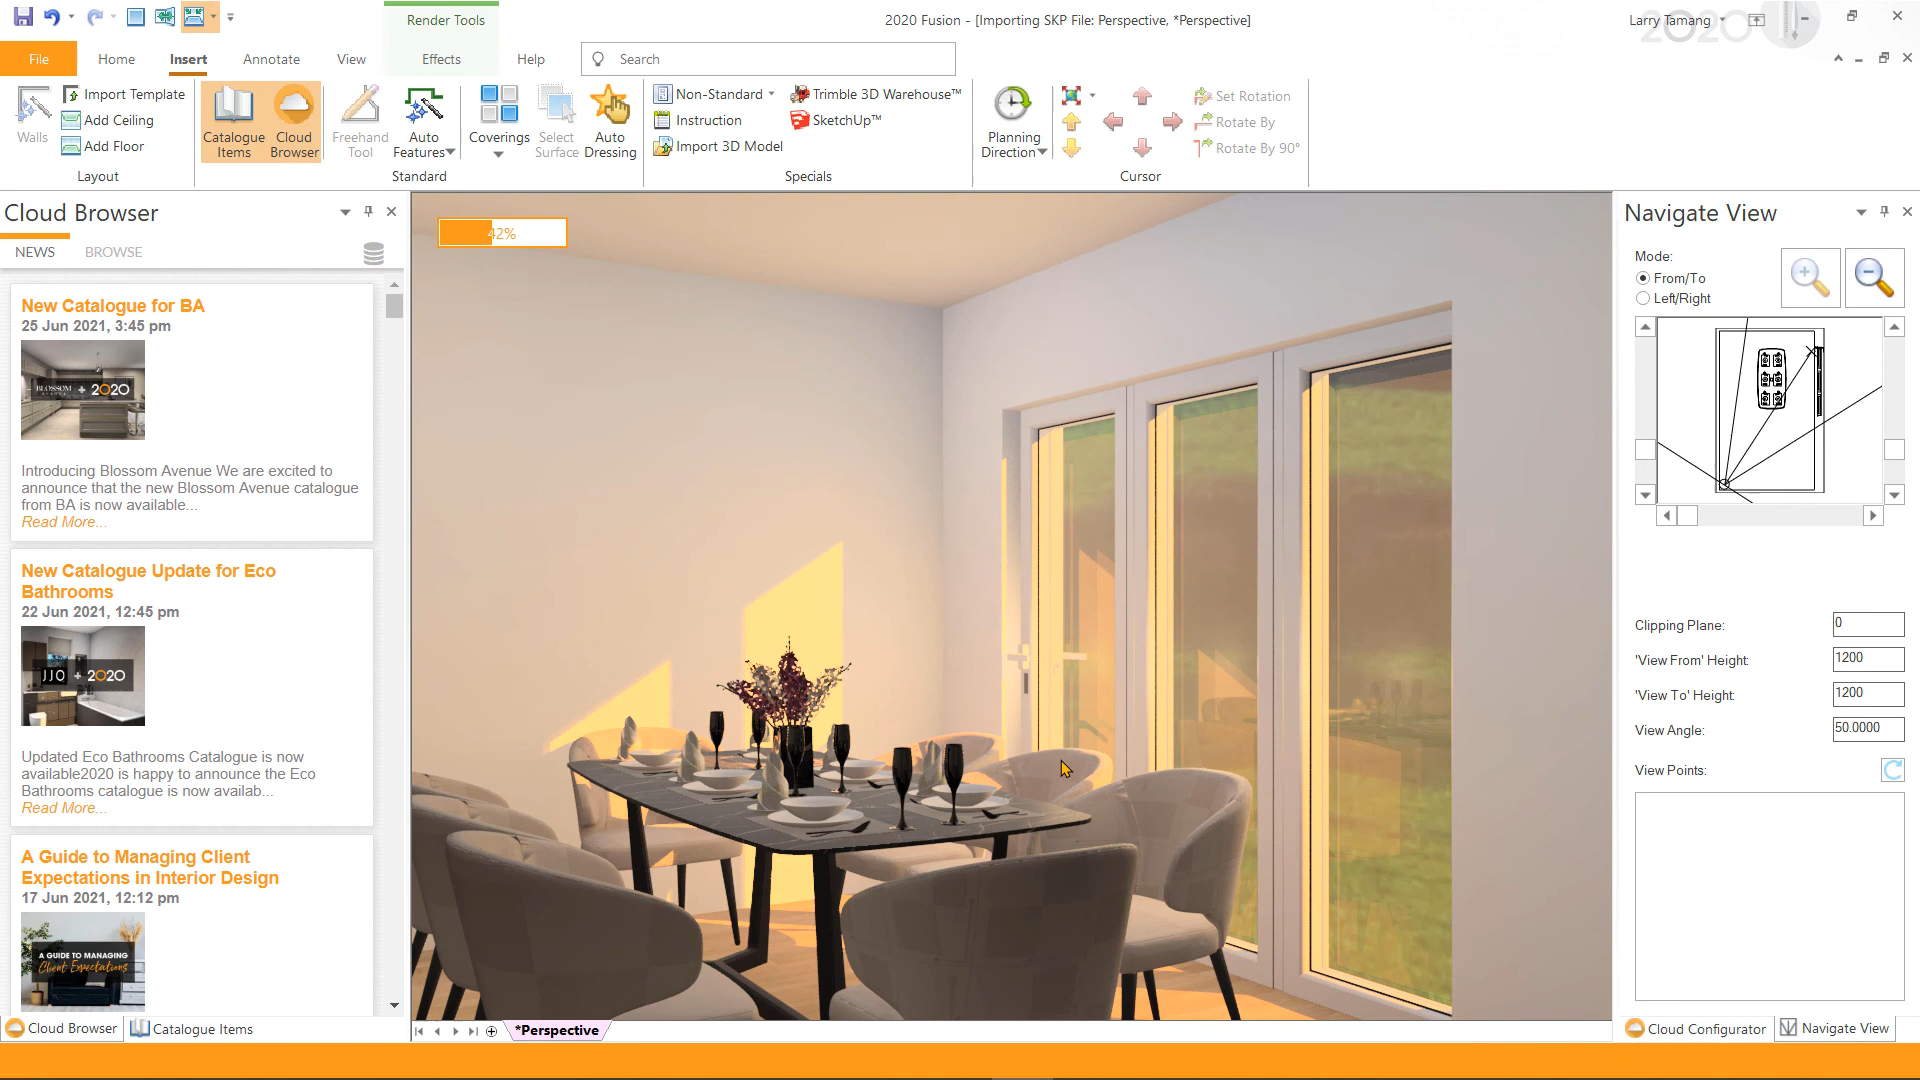 Render Tools
2020 Fusion - [Importing SKP File: Perspective, *Perspective]
Larry Tamang
2020
File
Home
Insert
Annotate
View
Effects
Help
Search
Walls
Import Template
Add Ceiling
Add Floor
Layout
Catalogue Items
Cloud Browser
Freehand Tool
Auto Features
Coverings
Select Surface
Auto Dressing
Standard
Non-Standard
Instruction
Import 3D Model
Trimble 3D Warehouse™
SketchUp™
Specials
Planning Direction
Set Rotation
Rotate By
Rotate By 90°
Cursor
Cloud Browser
NEWS
BROWSE
New Catalogue for BA
25 Jun 2021, 3:45 pm
BLOSSOM AVENUE + 2020
Introducing Blossom Avenue We are excited to
announce that the new Blossom Avenue catalogue
from BA is now available...
Read More...
New Catalogue Update for Eco
Bathrooms
22 Jun 2021, 12:45 pm
JJO + 2020
Updated Eco Bathrooms Catalogue is now
available2020 is happy to announce the Eco
Bathrooms catalogue is now availab...
Read More...
A Guide to Managing Client
Expectations in Interior Design
17 Jun 2021, 12:12 pm
A GUIDE TO MANAGING
Client Expectations
Cloud Browser
Catalogue Items
42%
*Perspective
Navigate View
Mode:
From/To
Left/Right
Clipping Plane:
0
'View From' Height
1200
'View To' Height
1200
View Angle:
50.0000
View Points:
Cloud Configurator
Navigate View